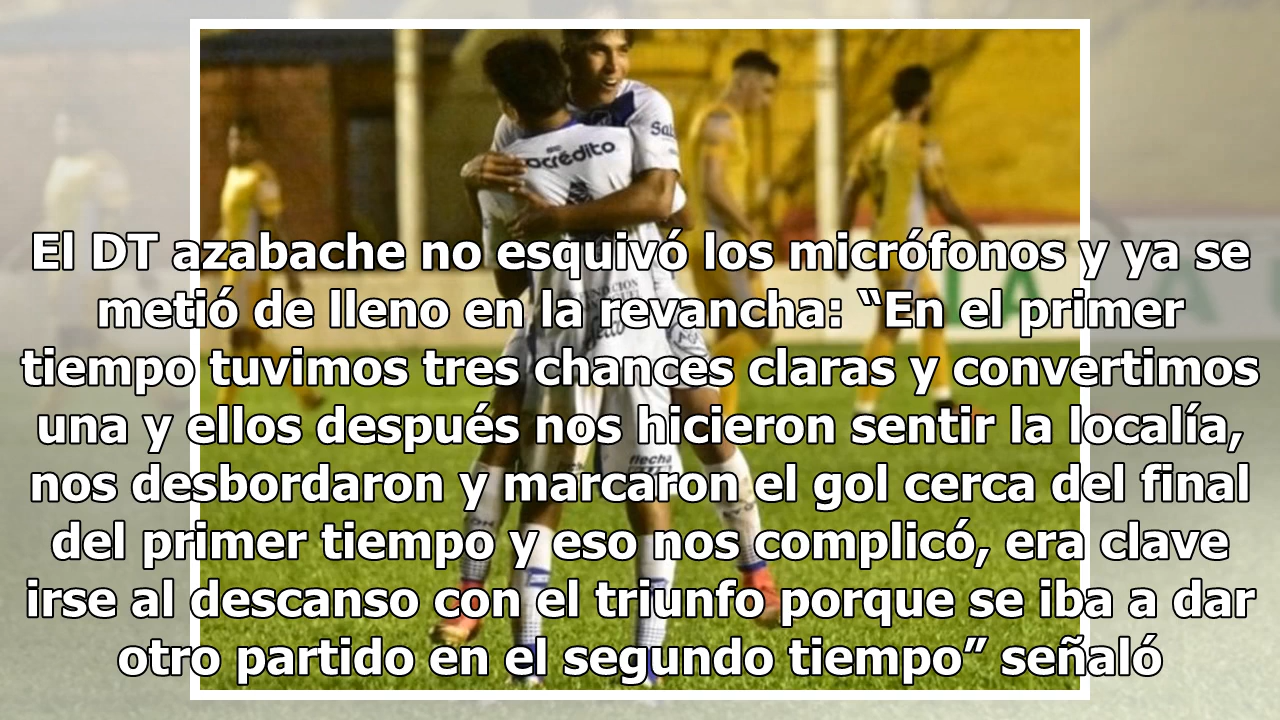 El DT azabache no esquivó los micrófonos y ya se
metió de lleno en la revancha: “En el primer
tiempo tuvimos tres chances claras y convertimos
una y ellos después nos hicieron sentir la localía,
nos desbordaron y marcaron el gol cerca del final
del primer tiempo y eso nos complicó, era clave
irse al descanso con el triunfo porque se iba a dar
otro partido en el segundo tiempo” señaló
ocrédito
flecha